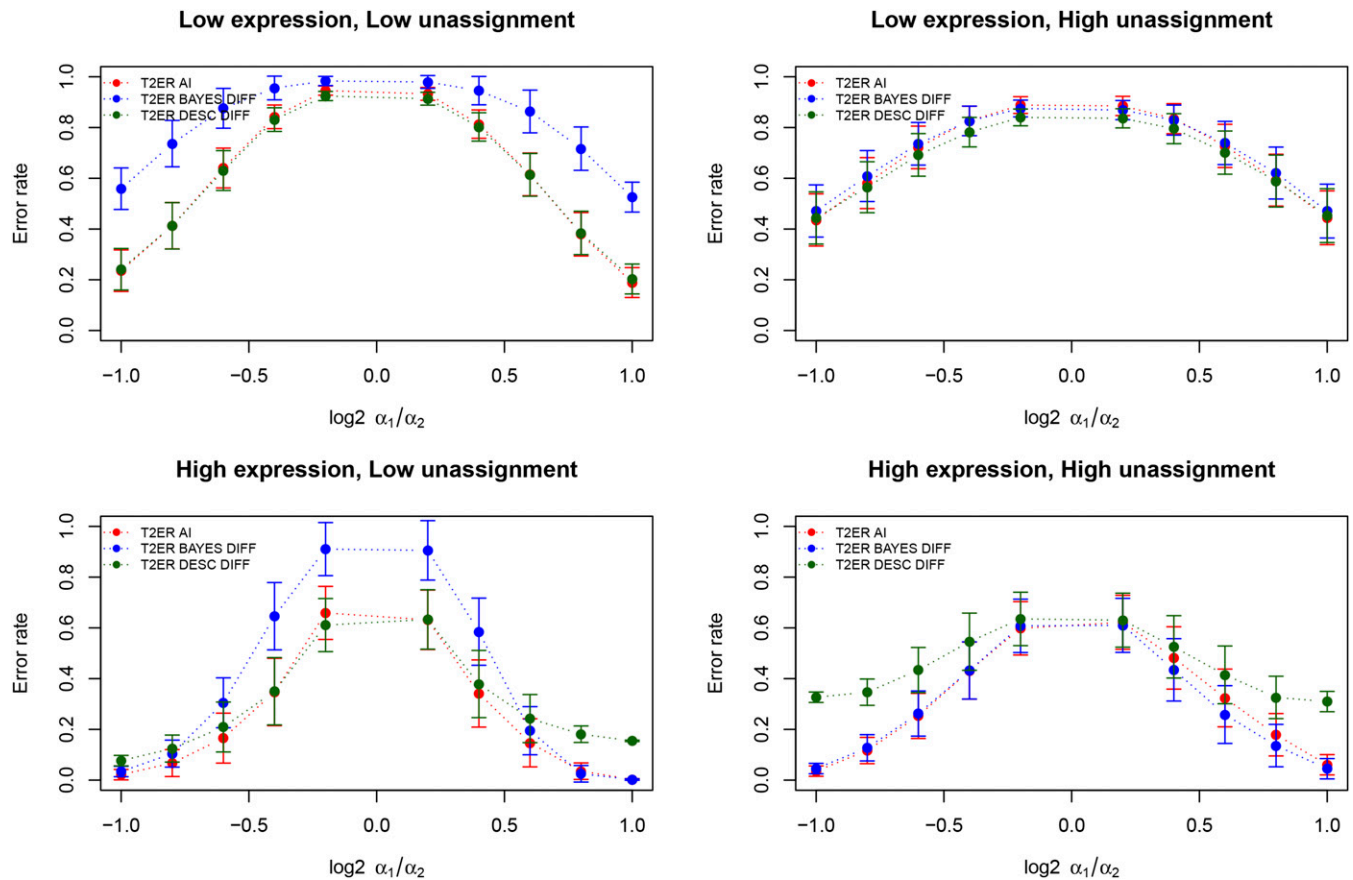 Low expression, Low unassignment
Error rate
1.0
0.8
0.6
0.4
0.2
0.0
T2ER AI
T2ER BAYES DIFF
T2ER DESC DIFF
−1.0 −0.5 0.0 0.5 1.0
log2 α₁/α₂
Low expression, High unassignment
Error rate
1.0
0.8
0.6
0.4
0.2
0.0
T2ER AI
T2ER BAYES DIFF
T2ER DESC DIFF
−1.0 −0.5 0.0 0.5 1.0
log2 α₁/α₂
High expression, Low unassignment
Error rate
1.0
0.8
0.6
0.4
0.2
0.0
T2ER AI
T2ER BAYES DIFF
T2ER DESC DIFF
−1.0 −0.5 0.0 0.5 1.0
log2 α₁/α₂
High expression, High unassignment
Error rate
1.0
0.8
0.6
0.4
0.2
0.0
T2ER AI
T2ER BAYES DIFF
T2ER DESC DIFF
−1.0 −0.5 0.0 0.5 1.0
log2 α₁/α₂